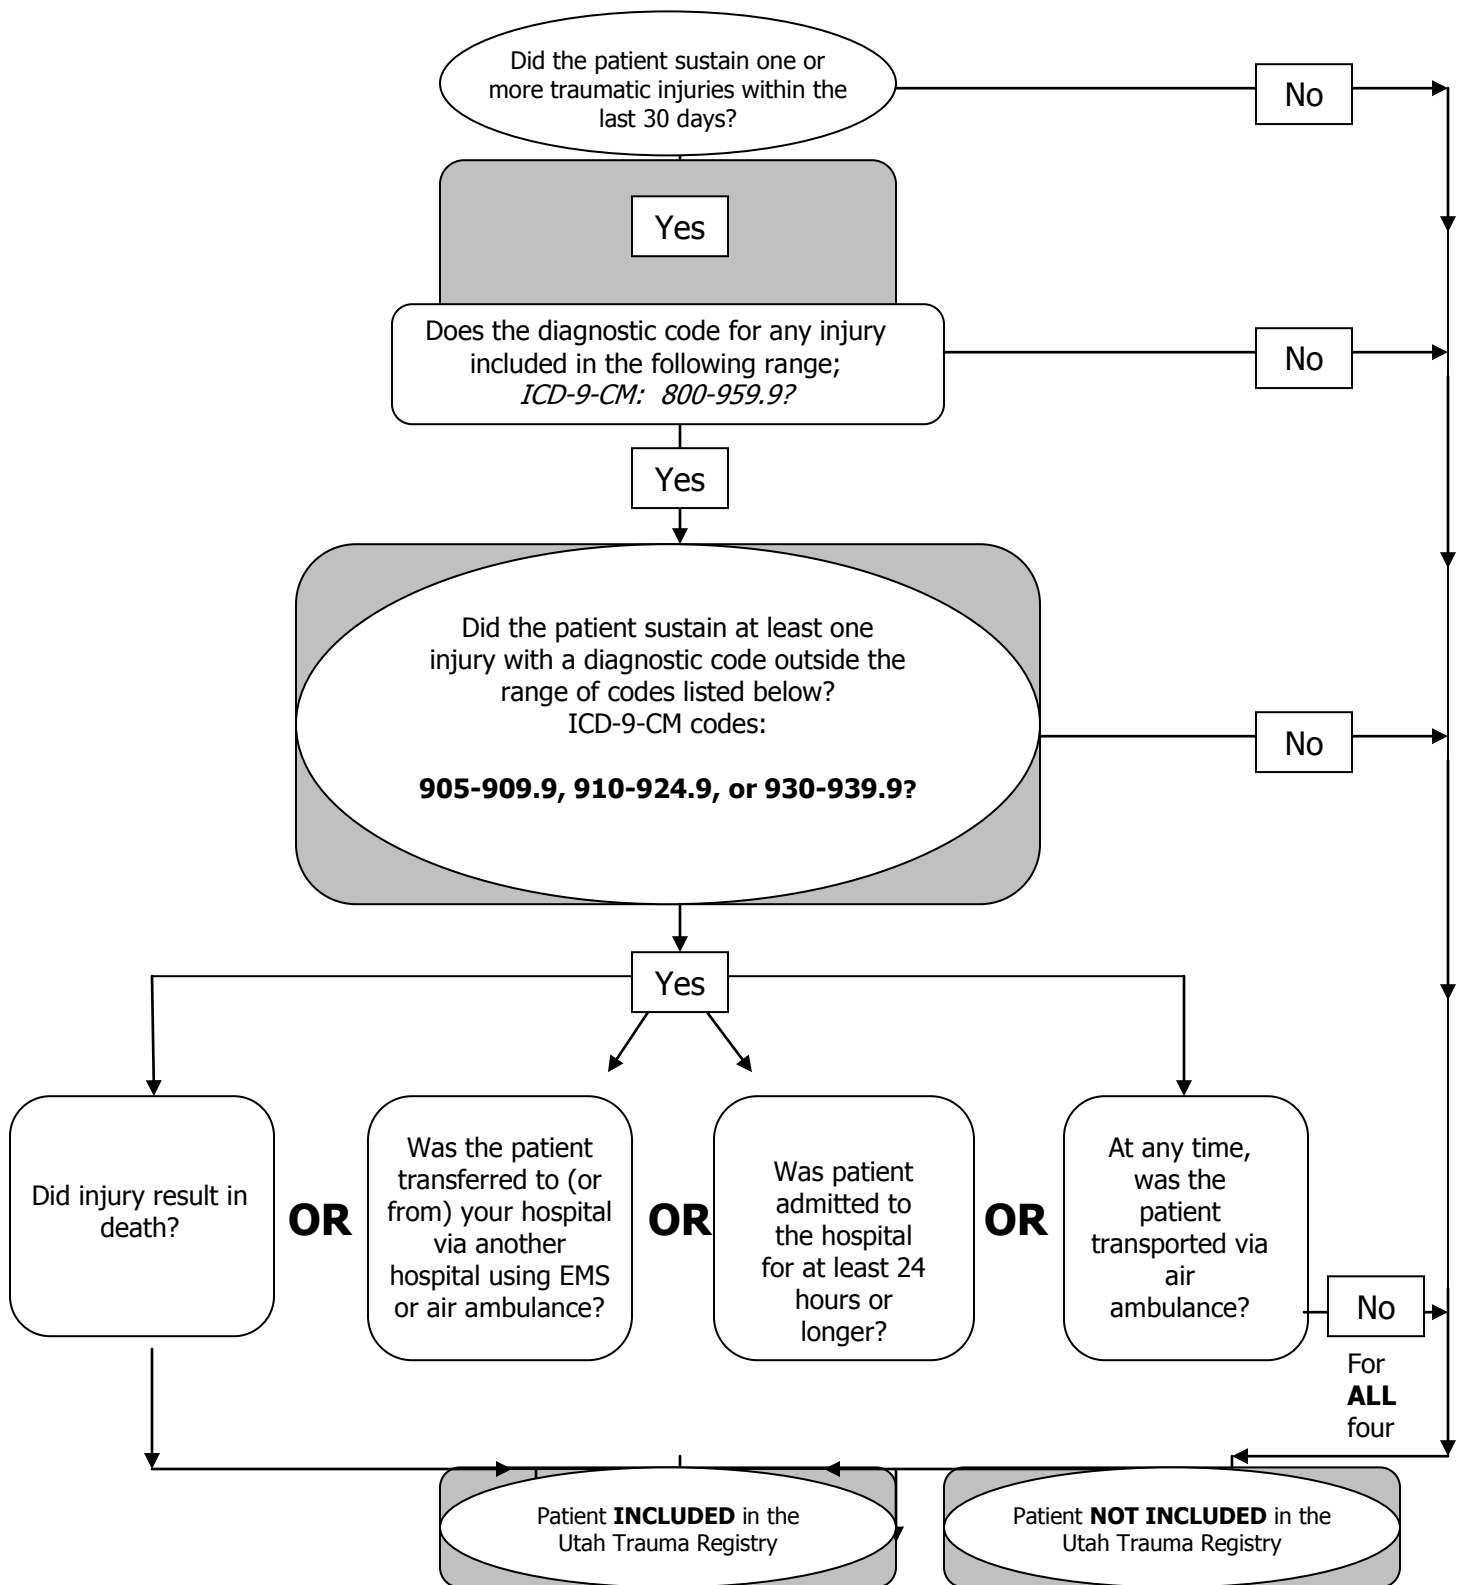 Did the patient sustain one or
more traumatic injuries within the
last 30 days?
No
Yes
Does the diagnostic code for any injury
included in the following range;
ICD-9-CM: 800-959.9?
No
Yes
Did the patient sustain at least one
injury with a diagnostic code outside the
range of codes listed below?
ICD-9-CM codes:
905-909.9, 910-924.9, or 930-939.9?
No
Yes
Did injury result in
death?
OR
Was the patient
transferred to (or
from) your hospital
via another
hospital using EMS
or air ambulance?
OR
Was patient
admitted to
the hospital
for at least 24
hours or
longer?
OR
At any time,
was the
patient
transported via
air
ambulance?
No
For
ALL
four
Patient INCLUDED in the
Utah Trauma Registry
Patient NOT INCLUDED in the
Utah Trauma Registry